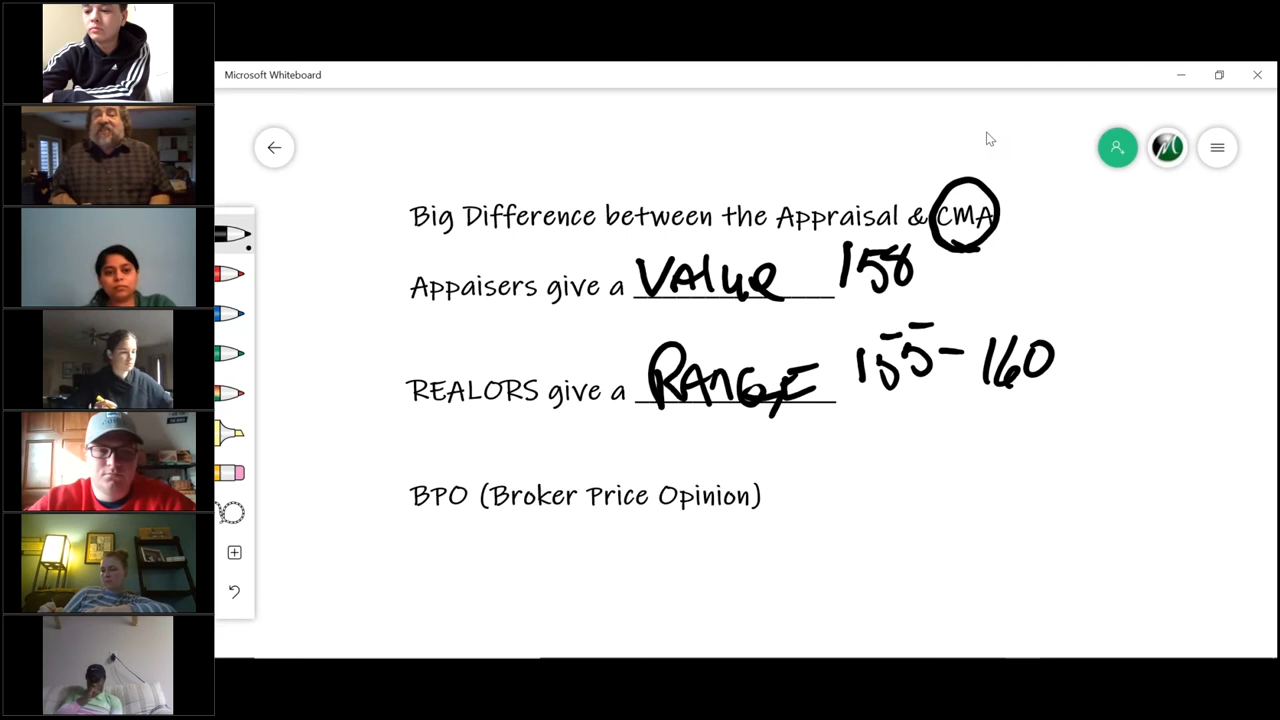 Microsoft Whiteboard
Big Difference between the Appraisal & CMA
Appaisers give a VAlue 158
REALORS give a RANGE 155 - 160
BPO (Broker Price Opinion)